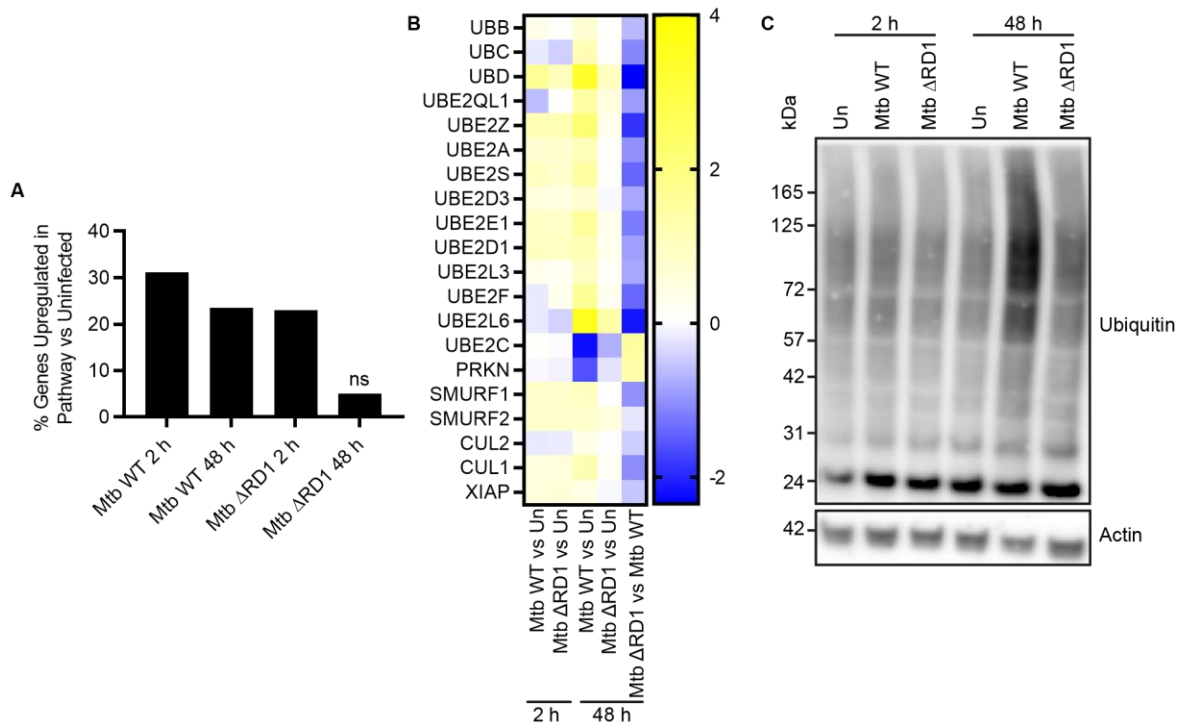 A
% Genes Upregulated in
Pathway vs Uninfected
40
30
20
10
0
ns
Mtb WT 2 h
Mtb WT 48 h
Mtb ΔRD1 2 h
Mtb ΔRD1 48 h
B
UBB
UBC
UBD
UBE2QL1
UBE2Z
UBE2A
UBE2S
UBE2D3
UBE2E1
UBE2D1
UBE2L3
UBE2F
UBE2L6
UBE2C
PRKN
SMURF1
SMURF2
CUL2
CUL1
XIAP
4
2
0
-2
Mtb WT vs Un
Mtb ΔRD1 vs Un
Mtb WT vs Un
Mtb ΔRD1 vs Un
Mtb ΔRD1 vs Mtb WT
2 h
48 h
C
2 h
48 h
kDa
Un
Mtb WT
Mtb ΔRD1
Un
Mtb WT
Mtb ΔRD1
165
125
72
57
42
31
24
Ubiquitin
42
Actin